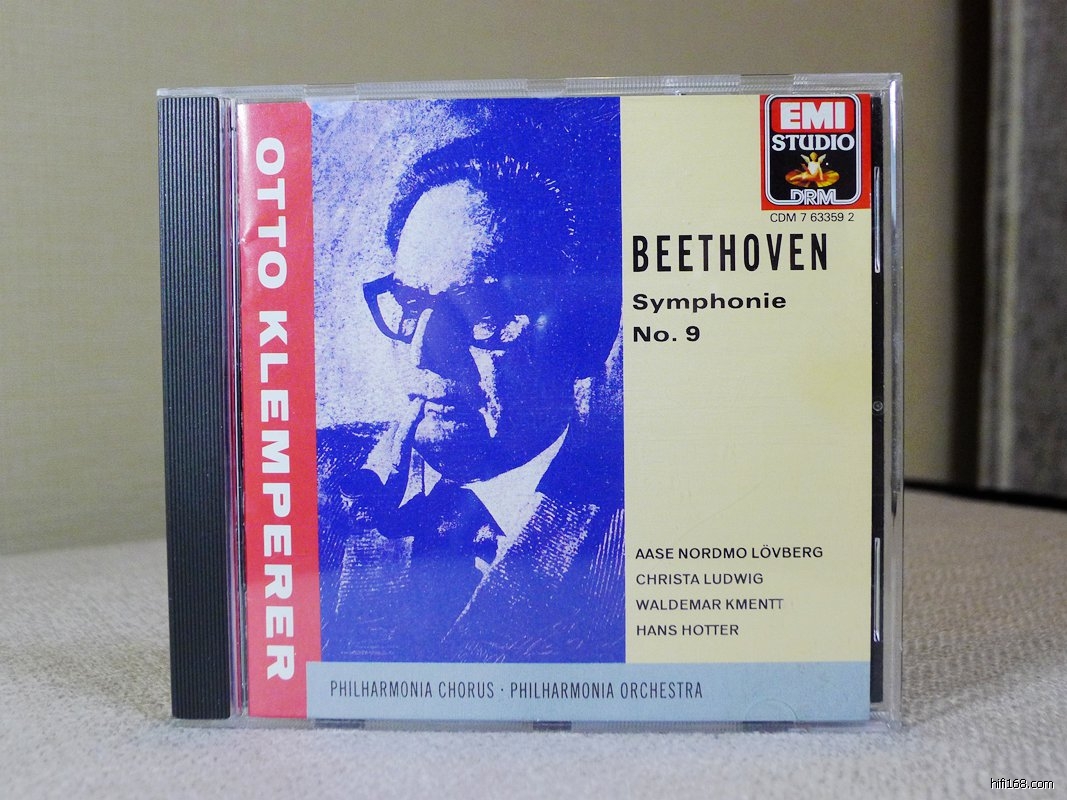 OTTO KLEMPERER
EMI
STUDIO
DRM
CDM 7 63359 2
BEETHOVEN
Symphonie
No. 9
AASE NORDMO LÖVBERG
CHRISTA LUDWIG
WALDEMAR KMENTT
HANS HOTTER
PHILHARMONIA CHORUS · PHILHARMONIA ORCHESTRA
hifi168.com